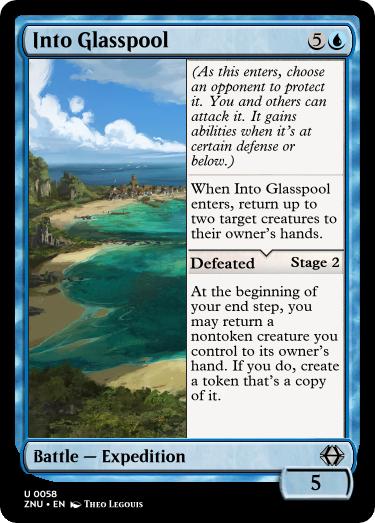 Into Glasspool 5
(As this enters, choose
an opponent to protect
it. You and others can
attack it. It gains
abilities when it's at
certain defense or
below.)
When Into Glasspool
enters, return up to
two target creatures to
their owner's hands.
Defeated Stage 2
At the beginning of
your end step, you
may return a
nontoken creature you
control to its owner's
hand. If you do, create
a token that's a copy
of it.
Battle — Expedition
5
U 0058
ZNU • EN Theo Legouis